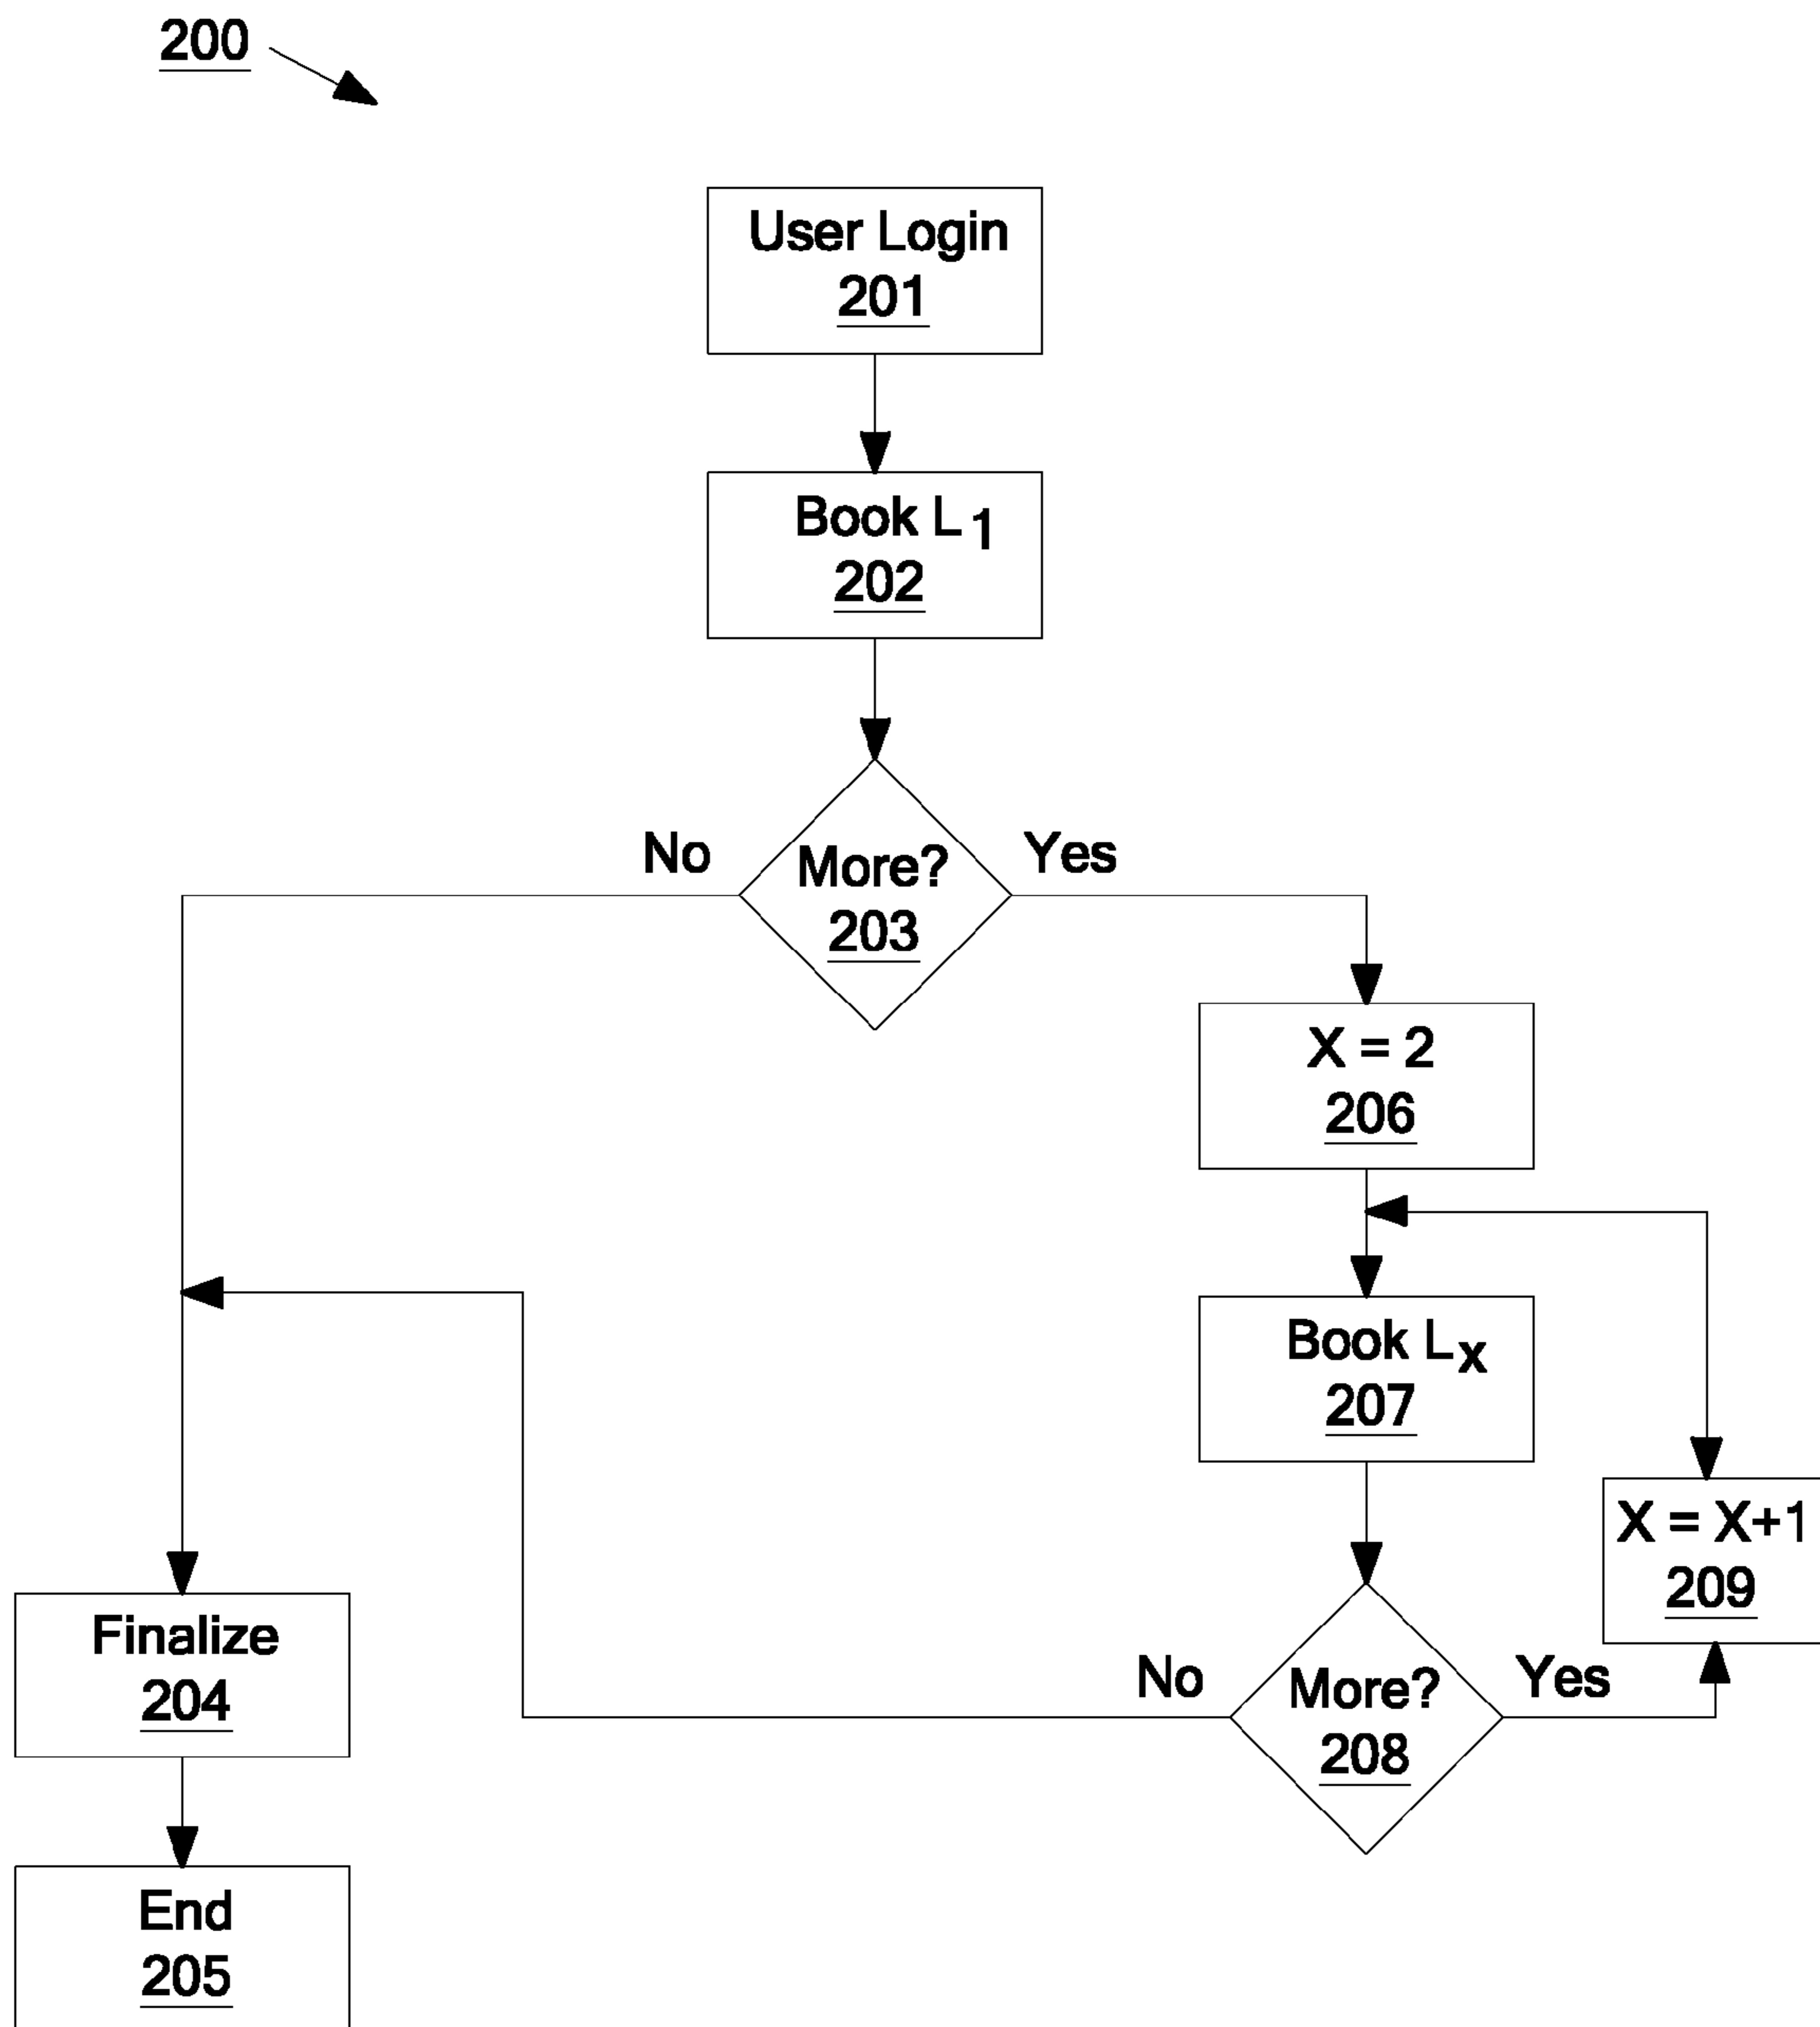 200
User Login
201
Book L1
202
No
More?
203
Yes
X = 2
206
Book Lx
207
X = X+1
209
Finalize
204
No
More?
208
Yes
End
205